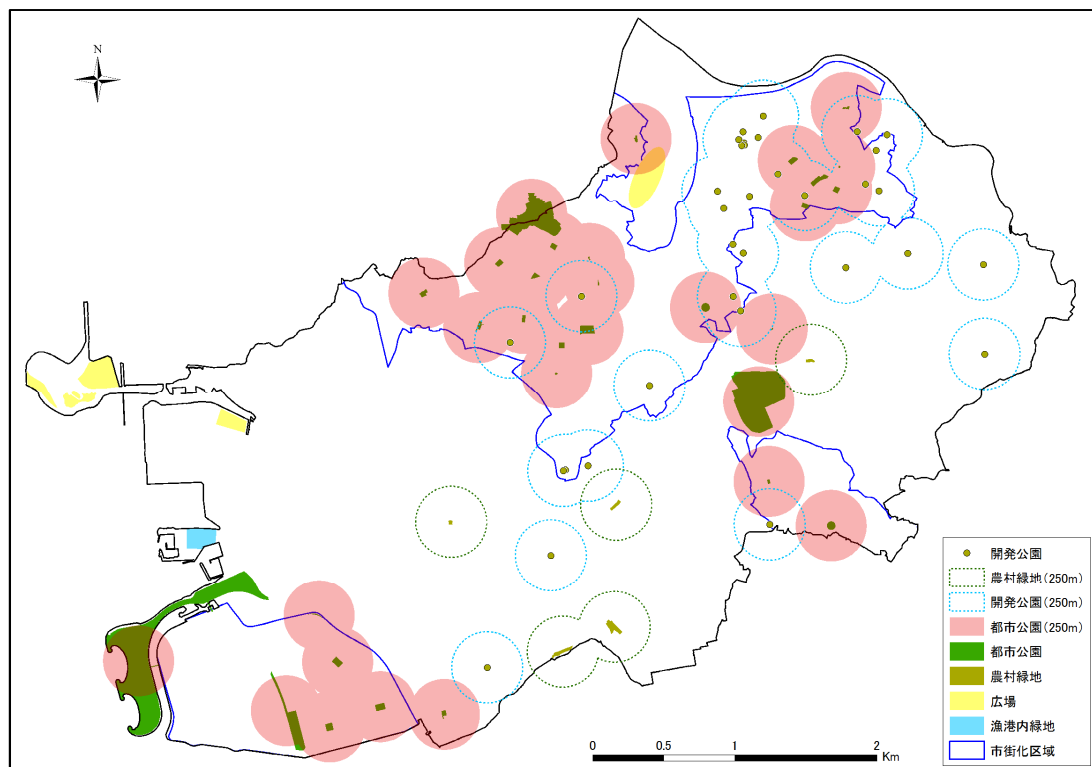 N
開発公園
農村緑地(250m)
開発公園(250m)
都市公園(250m)
都市公園
農村緑地
広場
漁港内緑地
市街化区域
0 0.5 1 2
Km